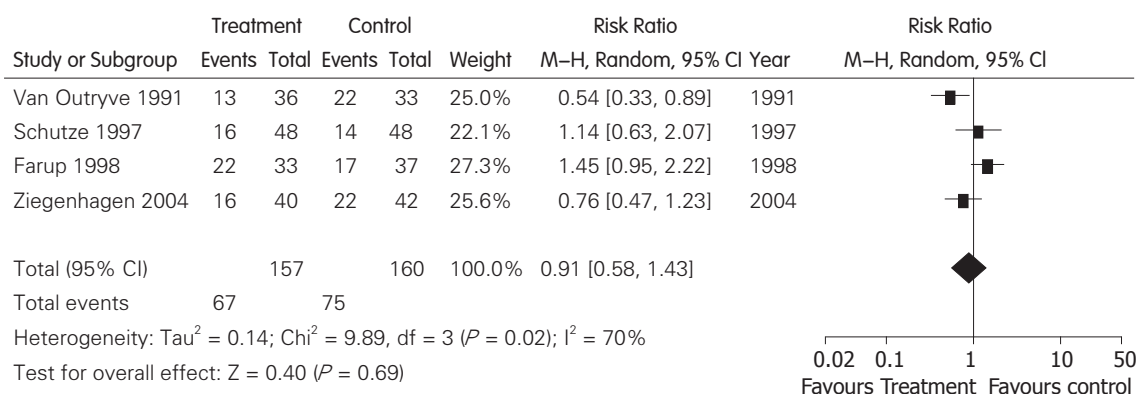 Treatment Control Risk Ratio Risk Ratio
Study or Subgroup Events Total Events Total Weight M–H, Random, 95% CI Year M–H, Random, 95% CI
Van Outryve 1991 13 36 22 33 25.0% 0.54 [0.33, 0.89] 1991
Schutze 1997 16 48 14 48 22.1% 1.14 [0.63, 2.07] 1997
Farup 1998 22 33 17 37 27.3% 1.45 [0.95, 2.22] 1998
Ziegenhagen 2004 16 40 22 42 25.6% 0.76 [0.47, 1.23] 2004
Total (95% CI) 157 160 100.0% 0.91 [0.58, 1.43]
Total events 67 75
Heterogeneity: Tau² = 0.14; Chi² = 9.89, df = 3 (P = 0.02); I² = 70%
Test for overall effect: Z = 0.40 (P = 0.69)
0.02 0.1 1 10 50
Favours Treatment Favours control